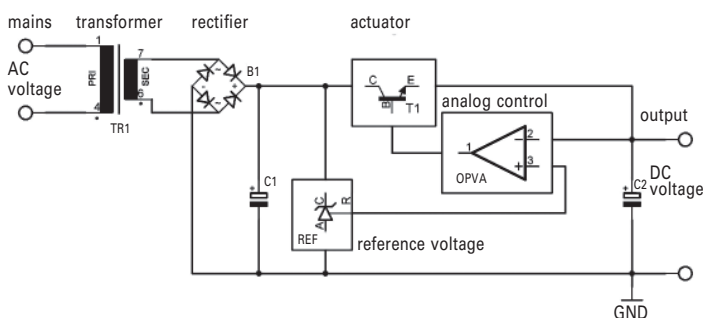 mains transformer rectifier actuator
1
7
PRI
SEC
~
~
-
+
B1
C
E
B
T1
AC
voltage
4
6
TR1
analog control
output
2
1
+
3
OPVA
C1
+
C
R
A
REF
reference voltage
+
C2
DC
voltage
GND